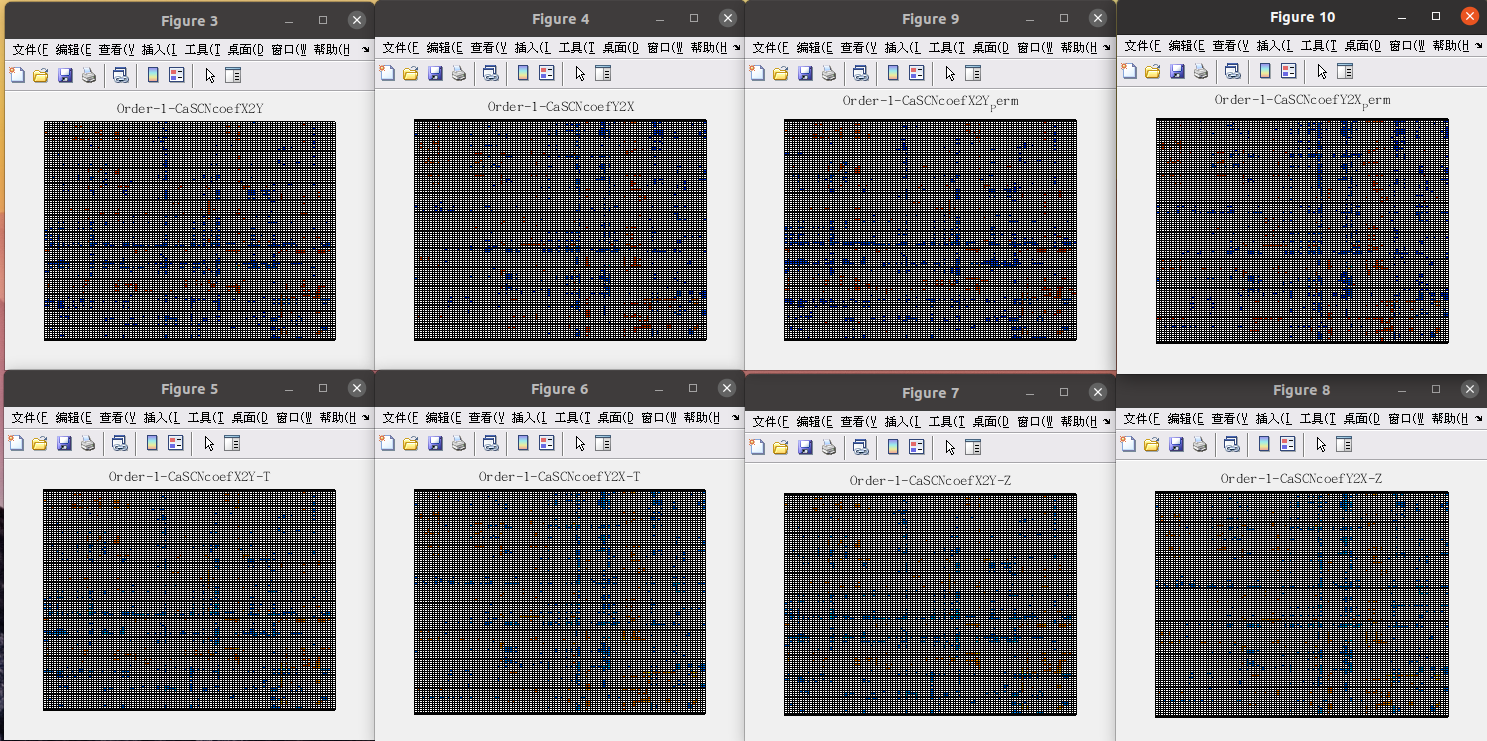 Figure 3
文件(F 编辑(E 查看(V 插入(I 工具(T 桌面(D 窗口(W 帮助(H
Order-1-CaSCNcoefX2Y
Figure 4
文件(F 编辑(E 查看(V 插入(I 工具(T 桌面(D 窗口(W 帮助(H
Order-1-CaSCNcoefY2X
Figure 9
文件(F 编辑(E 查看(V 插入(I 工具(T 桌面(D 窗口(W 帮助(H
Order-1-CaSCNcoefX2Yperm
Figure 10
文件(F 编辑(E 查看(V 插入(I 工具(T 桌面(D 窗口(W 帮助(H
Order-1-CaSCNcoefY2Xperm
Figure 5
文件(F 编辑(E 查看(V 插入(I 工具(T 桌面(D 窗口(W 帮助(H
Order-1-CaSCNcoefX2Y-T
Figure 6
文件(F 编辑(E 查看(V 插入(I 工具(T 桌面(D 窗口(W 帮助(H
Order-1-CaSCNcoefY2X-T
Figure 7
文件(F 编辑(E 查看(V 插入(I 工具(T 桌面(D 窗口(W 帮助(H
Order-1-CaSCNcoefX2Y-Z
Figure 8
文件(F 编辑(E 查看(V 插入(I 工具(T 桌面(D 窗口(W 帮助(H
Order-1-CaSCNcoefY2X-Z